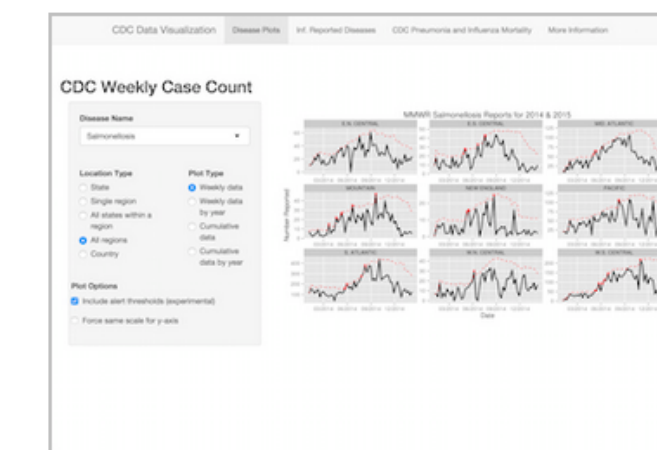 CDC Data Visualization Disease Plots Inf. Reported Diseases CDC Pneumonia and Influenza Mortality More Information
CDC Weekly Case Count
Disease Name
Salmonellosis
Location Type
State
Single region
All states within a
region
All regions
Country
Plot Type
Weekly data
Weekly data
by year
Cumulative
data
Cumulative
data by year
Plot Options
Include alert thresholds (experimental)
Force same scale for y-axis
MMWR Salmonellosis Reports for 2014 & 2015
E.N. CENTRAL E.S. CENTRAL MID. ATLANTIC
MOUNTAIN NEW ENGLAND PACIFIC
S. ATLANTIC W.N. CENTRAL W.S. CENTRAL
Number Reported
Date